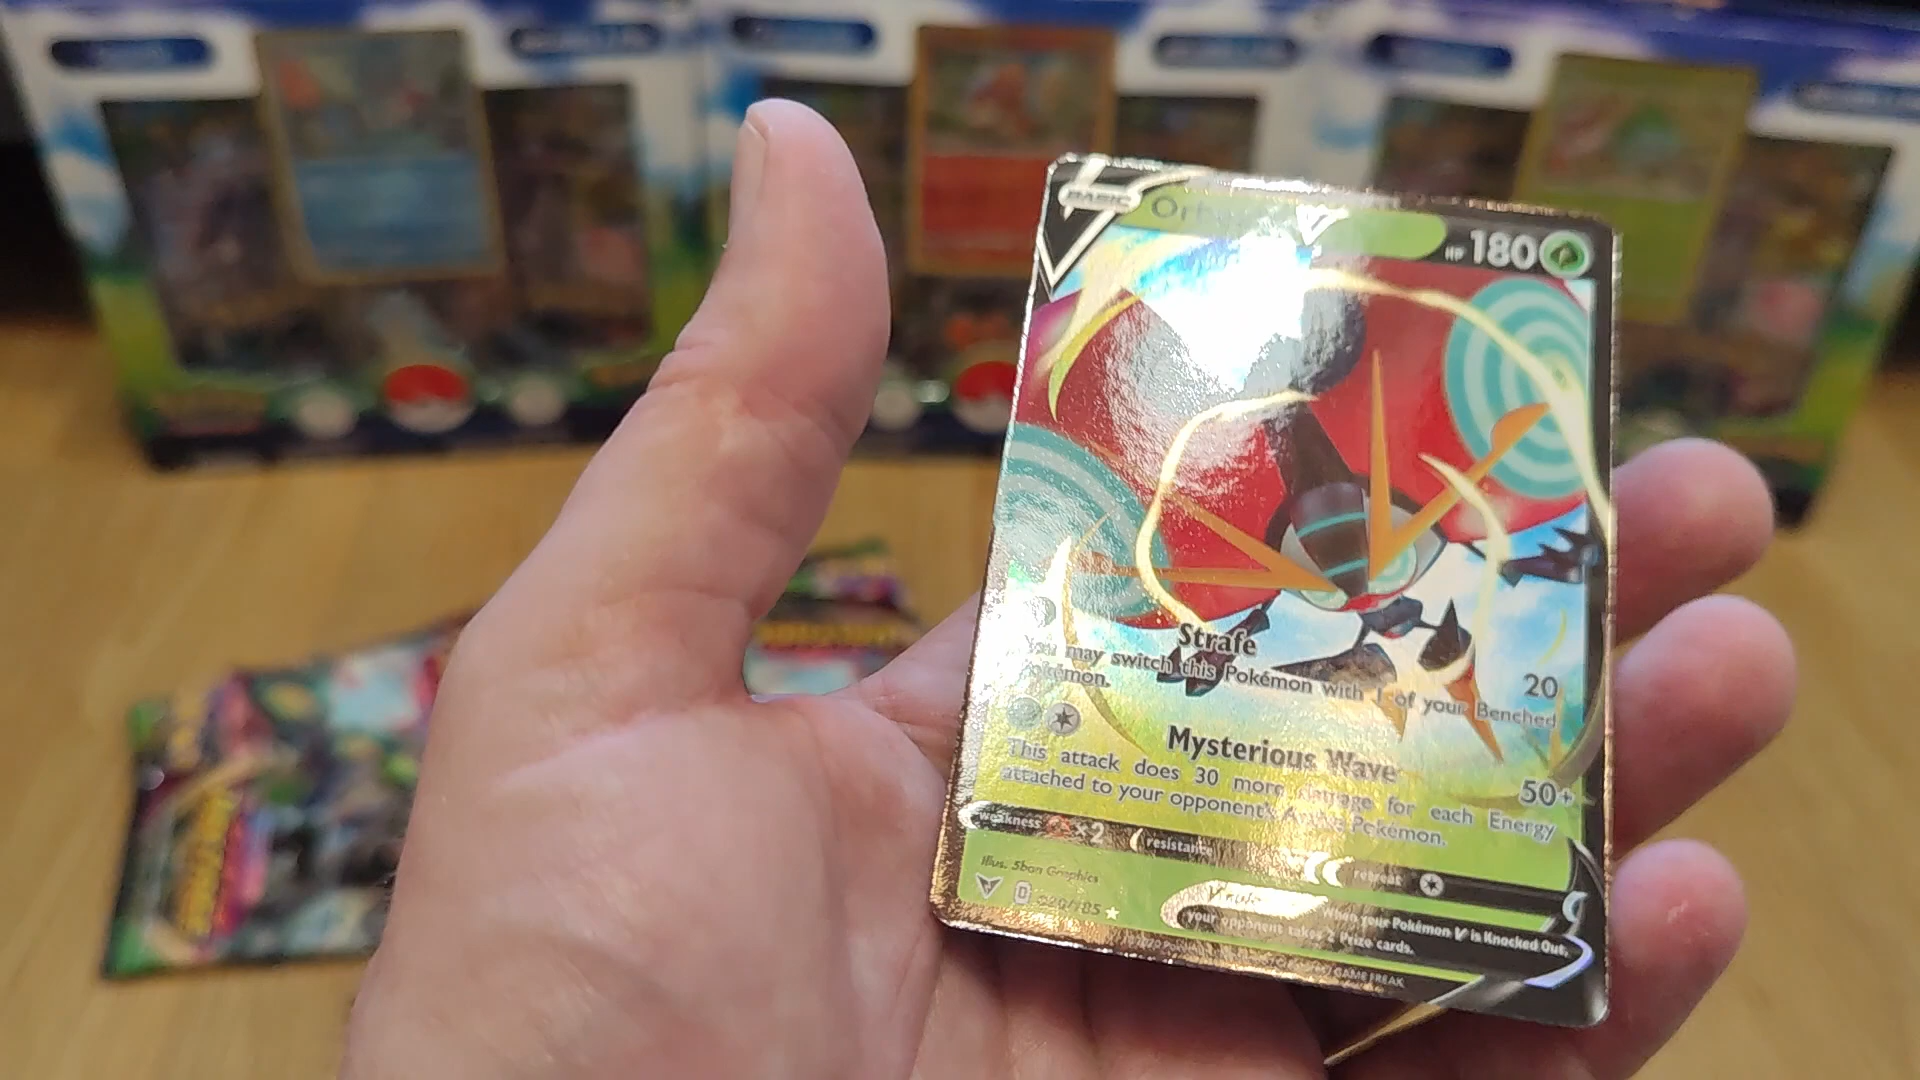 BASIC
Orb V
HP 180
Strafe
20
You may switch this Pokémon with 1 of your Benched
Pokémon.
Mysterious Wave
50+
This attack does 30 more damage for each Energy
attached to your opponent's Active Pokémon.
weakness ×2
resistance
retreat
Illus. 5ban Graphics
D
/185
V rule
When your Pokémon V is Knocked Out,
your opponent takes 2 Prize cards.
GAME FREAK